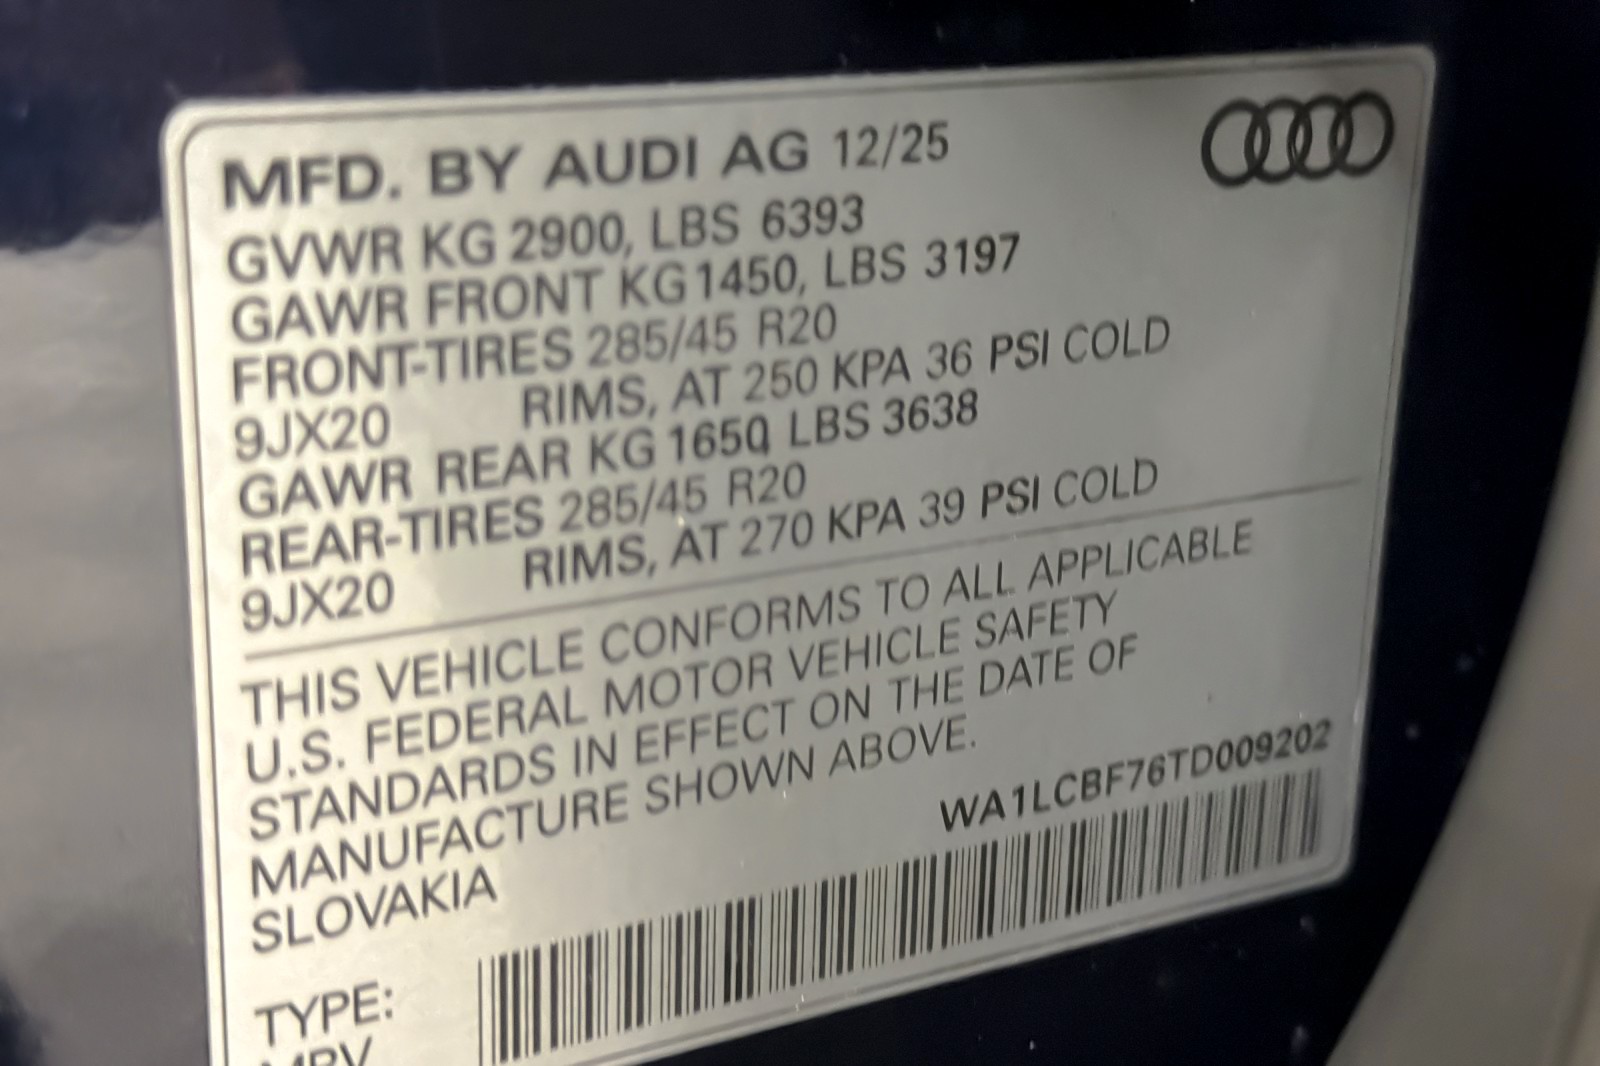 MFD. BY AUDI AG 12/25
GVWR KG 2900, LBS 6393
GAWR FRONT KG 1450, LBS 3197
FRONT-TIRES 285/45 R20
9JX20 RIMS, AT 250 KPA 36 PSI COLD
GAWR REAR KG 1650, LBS 3638
REAR-TIRES 285/45 R20
9JX20 RIMS, AT 270 KPA 39 PSI COLD
THIS VEHICLE CONFORMS TO ALL APPLICABLE
U.S. FEDERAL MOTOR VEHICLE SAFETY
STANDARDS IN EFFECT ON THE DATE OF
MANUFACTURE SHOWN ABOVE.
SLOVAKIA
WA1LCBF76TD009202
TYPE:
MPV